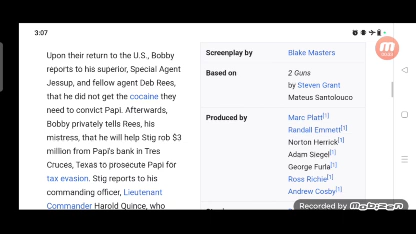 3:07
Upon their return to the U.S., Bobby
reports to his superior, Special Agent
Jessup, and fellow agent Deb Rees,
that he did not get the cocaine they
need to convict Papi. Afterwards,
Bobby privately tells Rees, his
mistress, that he will help Stig rob $3
million from Papi's bank in Tres
Cruces, Texas to prosecute Papi for
tax evasion. Stig reports to his
commanding officer, Lieutenant
Commander Harold Quince, who
Screenplay by Blake Masters
Based on 2 Guns
by Steven Grant
Mateus Santolouco
Produced by Marc Platt[1]
Randall Emmett[1]
Norton Herrick[1]
Adam Siegel[1]
George Furla[1]
Ross Richie[1]
Andrew Cosby[1]
Recorded by mobizen